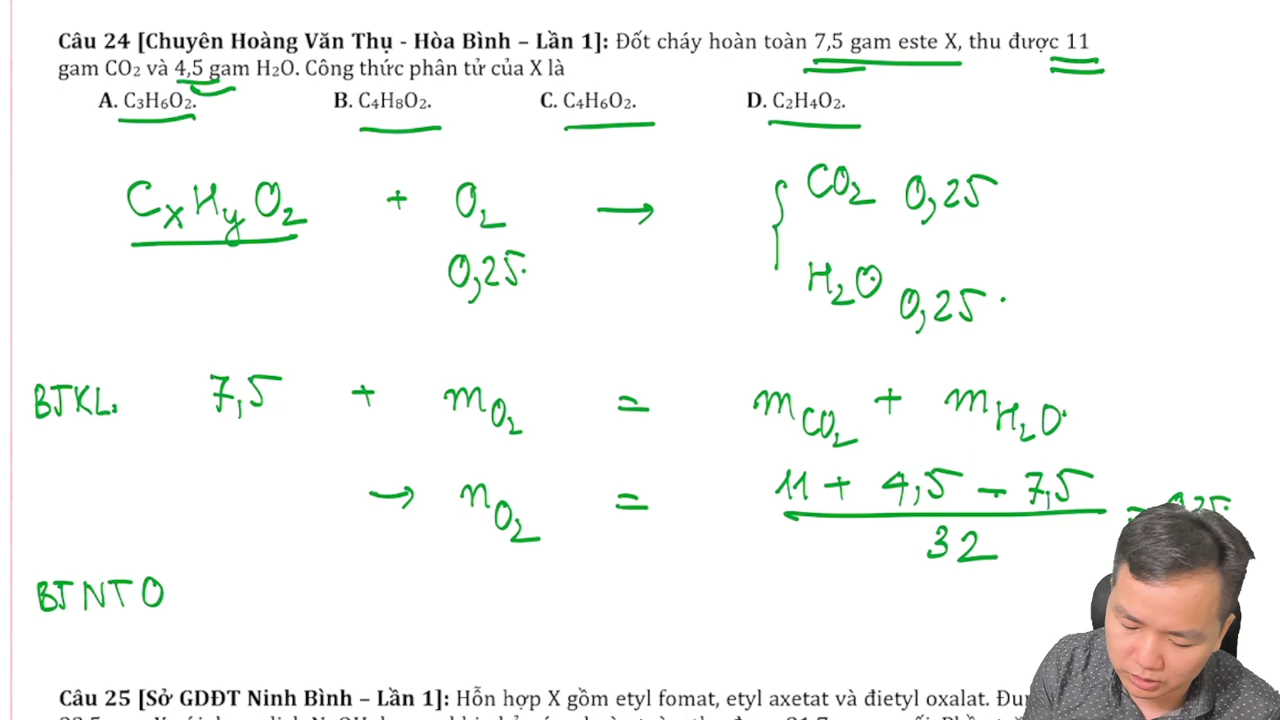 Câu 24 [Chuyên Hoàng Văn Thụ - Hòa Bình – Lần 1]: Đốt cháy hoàn toàn 7,5 gam este X, thu được 11
gam CO₂ và 4,5 gam H₂O. Công thức phân tử của X là
A. C₃H₆O₂. B. C₄H₈O₂. C. C₄H₆O₂. D. C₂H₄O₂.
CₓHᵧO₂ + O₂ → { CO₂ 0,25
0,25. H₂O 0,25.
BTKL: 7,5 + mO₂ = mCO₂ + mH₂O
→ nO₂ = 11 + 4,5 – 7,5 / 32 =
BTNT O
Câu 25 [Sở GDĐT Ninh Bình – Lần 1]: Hỗn hợp X gồm etyl fomat, etyl axetat và đietyl oxalat.